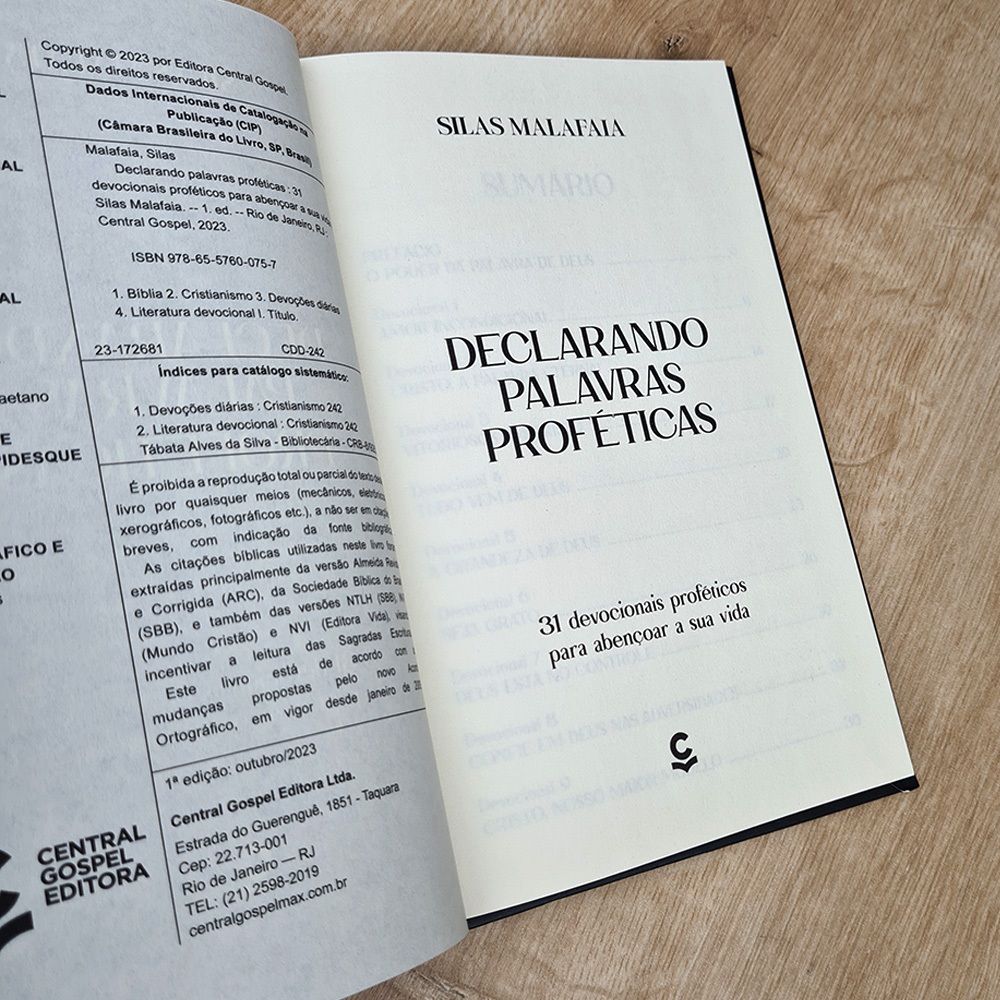 L
AL
AL
aetano
E
PIDESQUE
ÁFICO E
O
S
CENTRAL
GOSPEL
EDITORA
Copyright © 2023 por Editora Central Gospel.
Todos os direitos reservados.
Dados Internacionais de Catalogação na
Publicação (CIP)
(Câmara Brasileira do Livro, SP, Brasil)
Malafaia, Silas
Declarando palavras proféticas : 31
devocionais proféticos para abençoar a sua vida
Silas Malafaia. -- 1. ed. -- Rio de Janeiro, RJ :
Central Gospel, 2023.
ISBN 978-65-5760-075-7
1. Bíblia 2. Cristianismo 3. Devoções diárias
4. Literatura devocional I. Título.
23-172681 CDD-242
Índices para catálogo sistemático:
1. Devoções diárias : Cristianismo 242
2. Literatura devocional : Cristianismo 242
Tábata Alves da Silva - Bibliotecária - CRB-8/
É proibida a reprodução total ou parcial do texto
livro por quaisquer meios (mecânicos, eletrônicos
xerográficos, fotográficos etc.), a não ser em
breves, com indicação da fonte
As citações bíblicas utilizadas neste livro
extraídas principalmente da versão Almeida
e Corrigida (ARC), da Sociedade Bíblica do
(SBB), e também das versões NTLH (SBB),
(Mundo Cristão) e NVI (Editora Vida),
incentivar a leitura das Sagradas
Este livro está de acordo com
mudanças propostas pelo novo
Ortográfico, em vigor desde janeiro de
1ª edição: outubro/2023
Central Gospel Editora Ltda.
Estrada do Guerenguê, 1851 - Taquara
Cep: 22.713-001
Rio de Janeiro — RJ
TEL: (21) 2598-2019
centralgospelmax.com.br
SILAS MALAFAIA
DECLARANDO
PALAVRAS
PROFÉTICAS
31 devocionais proféticos
para abençoar a sua vida